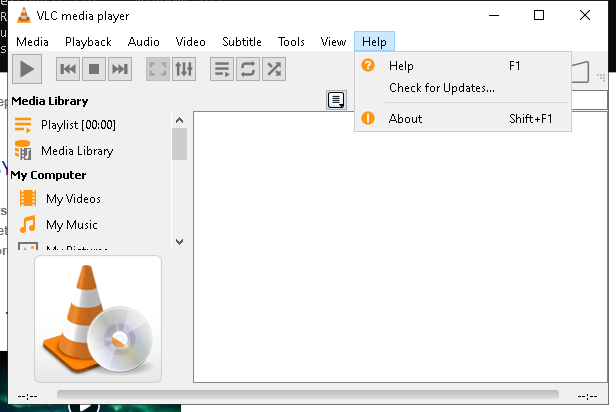 VLC media player
Media Playback Audio Video Subtitle Tools View Help
Help F1
Check for Updates...
About Shift+F1
Media Library
Playlist [00:00]
Media Library
My Computer
My Videos
My Music
My Pictures
--:-- --:--